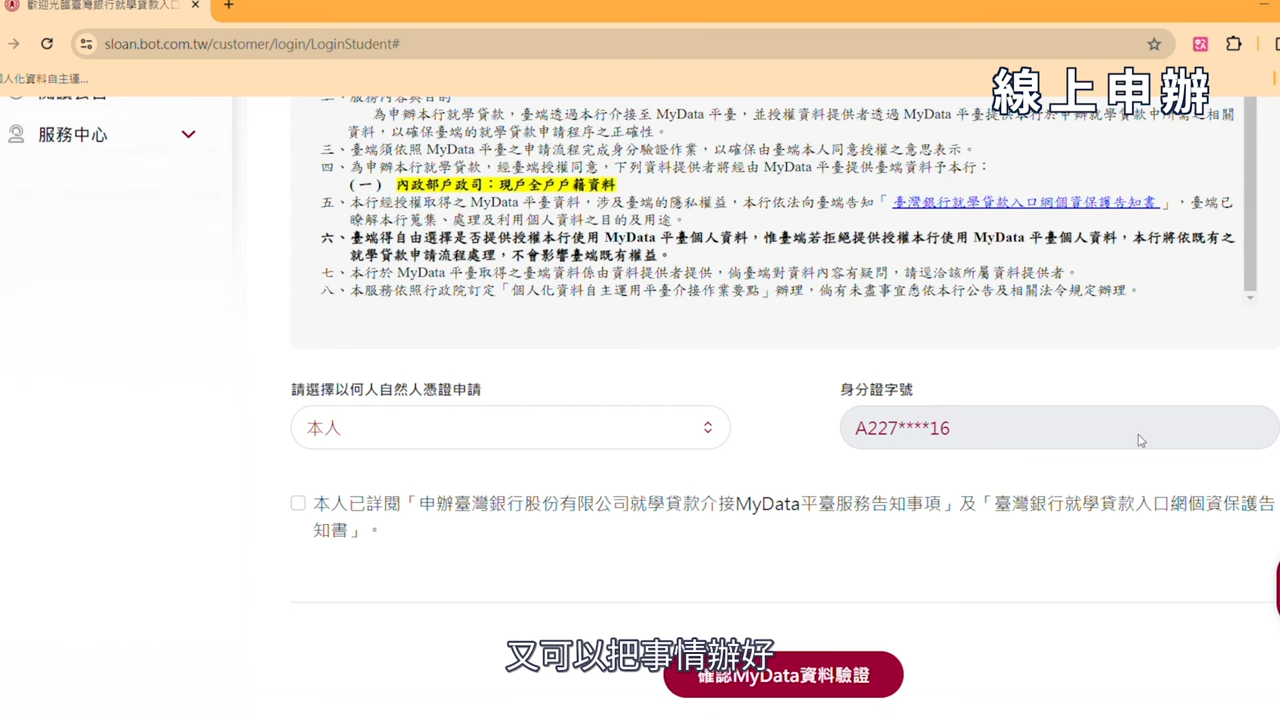 歡迎光臨臺灣銀行就學貸款入口
sloan.bot.com.tw/customer/login/LoginStudent#
個人化資料自主運...
線上申辦
服務中心
為申辦本行就學貸款，臺端透過本行介接至 MyData 平臺，並授權資料提供者透過 MyData 平臺提供本行於申辦就學貸款中所需之相關
資料，以確保臺端的就學貸款申請程序之正確性。
三、臺端須依照 MyData 平臺之申請流程完成身分驗證作業，以確保由臺端本人同意授權之意思表示。
四、為申辦本行就學貸款，經臺端授權同意，下列資料提供者將經由 MyData 平臺提供臺端資料予本行：
(一) 內政部戶政司：現戶全戶戶籍資料
五、本行經授權取得之 MyData 平臺資料，涉及臺端的隱私權益，本行依法向臺端告知「臺灣銀行就學貸款入口網個資保護告知書」，臺端已
瞭解本行蒐集、處理及利用個人資料之目的及用途。
六、臺端得自由選擇是否提供授權本行使用 MyData 平臺個人資料，惟臺端若拒絕提供授權本行使用 MyData 平臺個人資料，本行將依既有之
就學貸款申請流程處理，不會影響臺端既有權益。
七、本行於 MyData 平臺取得之臺端資料係由資料提供者提供，倘臺端對資料內容有疑問，請逕洽該所屬資料提供者。
八、本服務依照行政院訂定「個人化資料自主運用平臺介接作業要點」辦理，倘有未盡事宜悉依本行公告及相關法令規定辦理。
請選擇以何人自然人憑證申請
身分證字號
本人
A227****16
本人已詳閱「申辦臺灣銀行股份有限公司就學貸款介接MyData平臺服務告知事項」及「臺灣銀行就學貸款入口網個資保護告
知書」。
又可以把事情辦好
確認MyData資料驗證